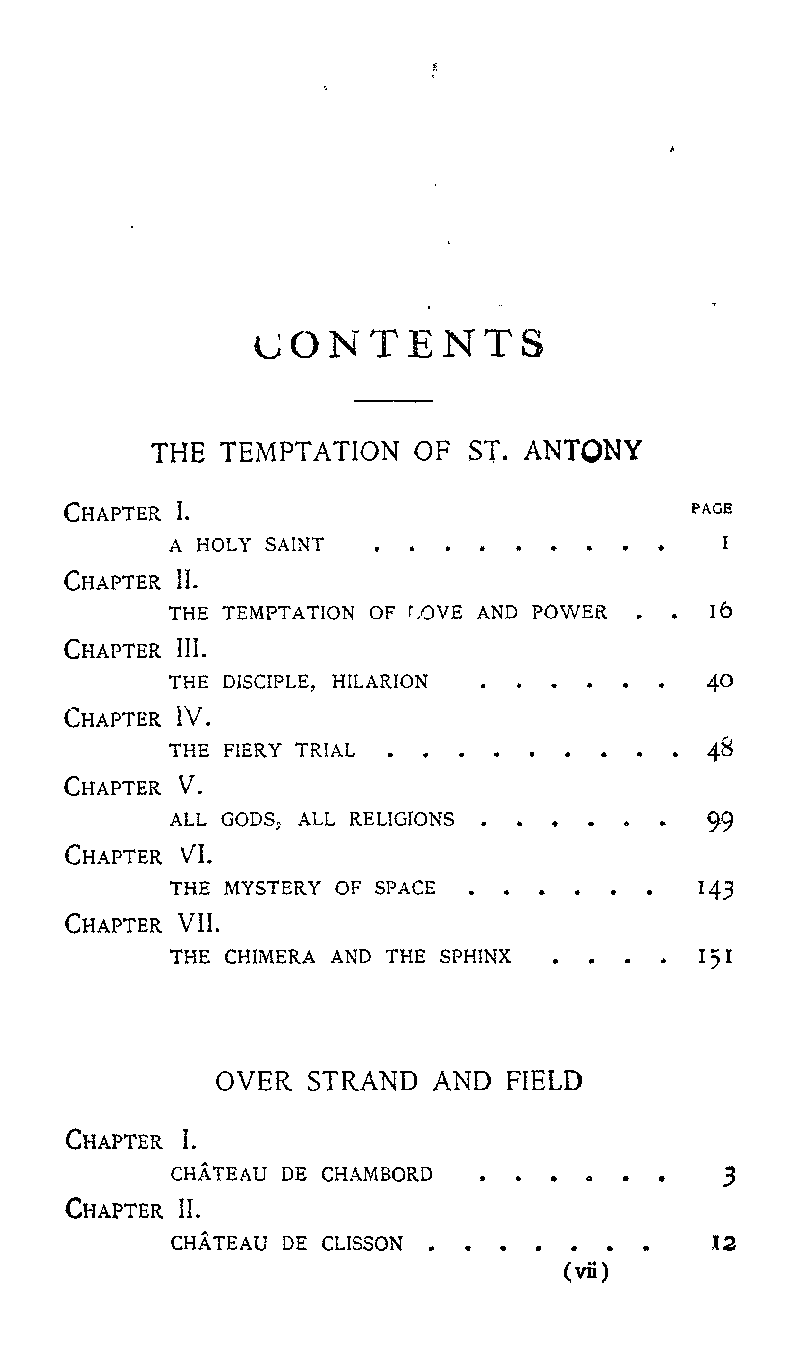 CONTENTS
THE TEMPTATION OF ST. ANTONY
CHAPTER I. PAGE
A HOLY SAINT . . . . . . . . . 1
CHAPTER II.
THE TEMPTATION OF LOVE AND POWER . . 16
CHAPTER III.
THE DISCIPLE, HILARION . . . . . . 40
CHAPTER IV.
THE FIERY TRIAL . . . . . . . . . 48
CHAPTER V.
ALL GODS, ALL RELIGIONS . . . . . . 99
CHAPTER VI.
THE MYSTERY OF SPACE . . . . . . 143
CHAPTER VII.
THE CHIMERA AND THE SPHINX . . . . 151
OVER STRAND AND FIELD
CHAPTER I.
CHÂTEAU DE CHAMBORD . . . . . . 3
CHAPTER II.
CHÂTEAU DE CLISSON . . . . . . . 12
(vii)